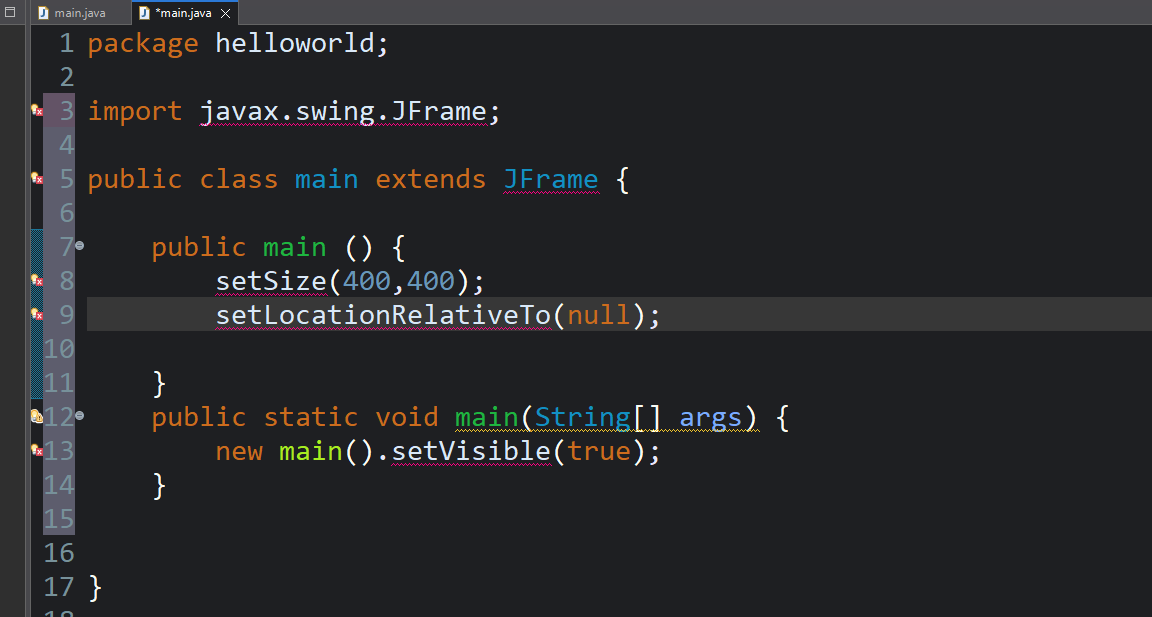 main.java *main.java
1 package helloworld;
2
3 import javax.swing.JFrame;
4
5 public class main extends JFrame {
6
7 public main () {
8 setSize(400,400);
9 setLocationRelativeTo(null);
10
11 }
12 public static void main(String[] args) {
13 new main().setVisible(true);
14 }
15
16
17 }
18